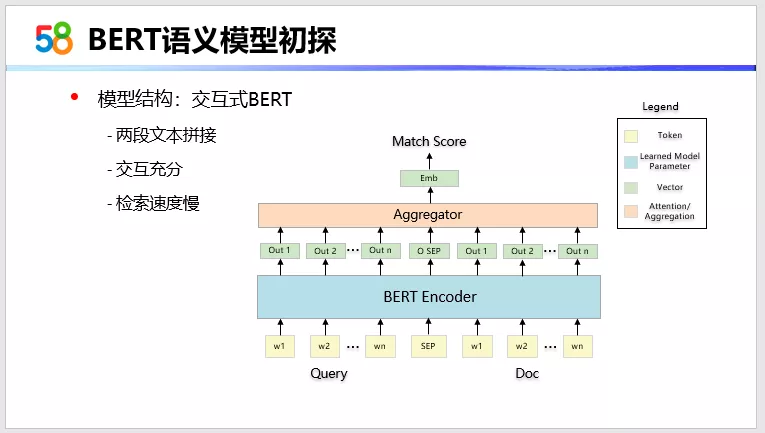 58 BERT语义模型初探
• 模型结构：交互式BERT
- 两段文本拼接
- 交互充分
- 检索速度慢
Legend
Token
Learned Model
Parameter
Vector
Attention/
Aggregation
Match Score
Emb
Aggregator
Out 1 Out 2 ... Out n O SEP Out 1 Out 2 ... Out n
BERT Encoder
w1 w2 ... wn SEP w1 w2 ... wn
Query Doc